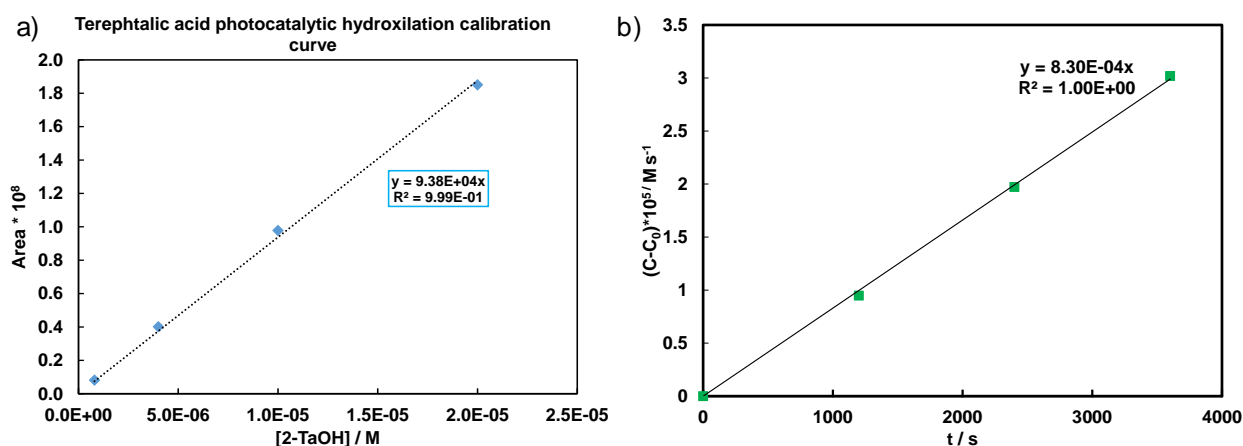 a)
Terephtalic acid photocatalytic hydroxilation calibration
curve
2.0
1.8
1.6
1.4
1.2
1.0
0.8
0.6
0.4
0.2
0.0
Area * 10⁸
y = 9.38E+04x
R² = 9.99E-01
0.0E+00
5.0E-06
1.0E-05
1.5E-05
2.0E-05
2.5E-05
[2-TaOH] / M
b)
3.5
3
2.5
2
1.5
1
0.5
0
(C-C₀)*10⁵ / M s⁻¹
y = 8.30E-04x
R² = 1.00E+00
0
1000
2000
3000
4000
t / s